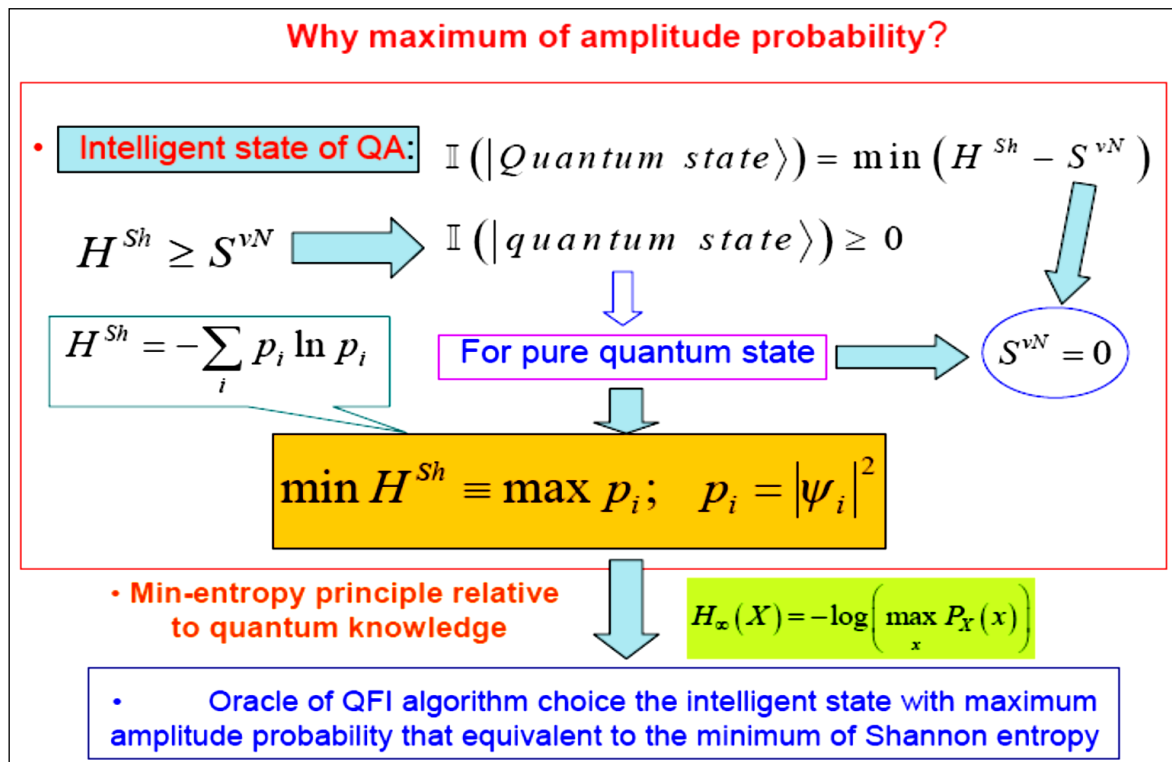 Why maximum of amplitude probability?
• Intelligent state of QA:
𝕀(|Quantum state⟩) = min(H^{Sh} − S^{vN})
H^{Sh} ≥ S^{vN}
𝕀(|quantum state⟩) ≥ 0
H^{Sh} = −∑_i p_i ln p_i
For pure quantum state
S^{vN} = 0
min H^{Sh} ≡ max p_i; p_i = |ψ_i|^2
• Min-entropy principle relative
to quantum knowledge
H_∞(X) = −log(max_x P_X(x))
• Oracle of QFI algorithm choice the intelligent state with maximum
amplitude probability that equivalent to the minimum of Shannon entropy